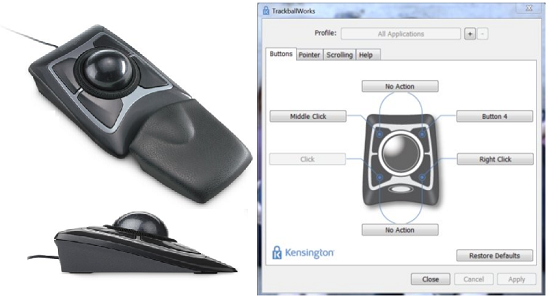 TrackballWorks
Profile: All Applications + -
Buttons Pointer Scrolling Help
No Action
Middle Click Button 4
Click Right Click
No Action
Kensington Restore Defaults
Close Cancel Apply